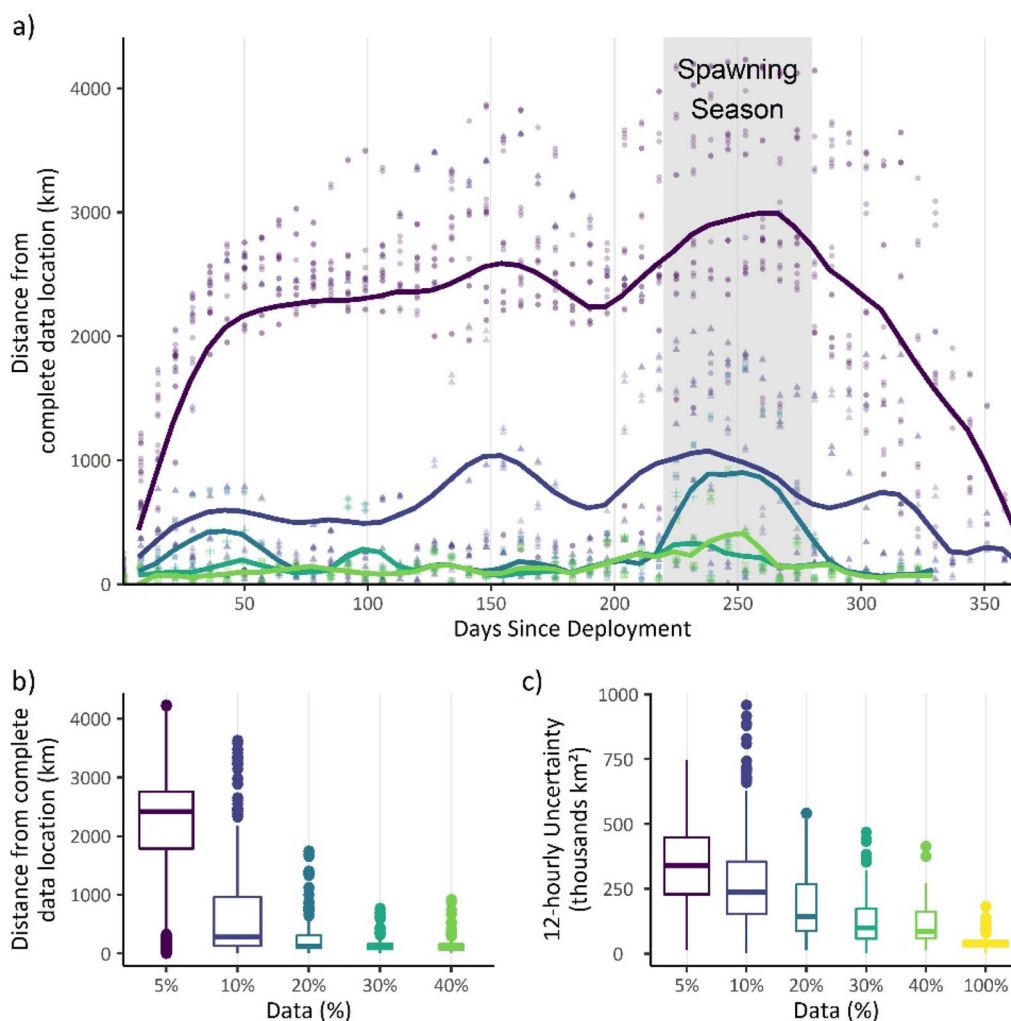 a)
Distance from
complete data location (km)
4000
3000
2000
1000
0
Spawning
Season
50
100
150
200
250
300
350
Days Since Deployment
b)
Distance from complete
data location (km)
4000
3000
2000
1000
0
5%
10%
20%
30%
40%
Data (%)
c)
12-hourly Uncertainty
(thousands km²)
1000
750
500
250
0
5%
10%
20%
30%
40%
100%
Data (%)